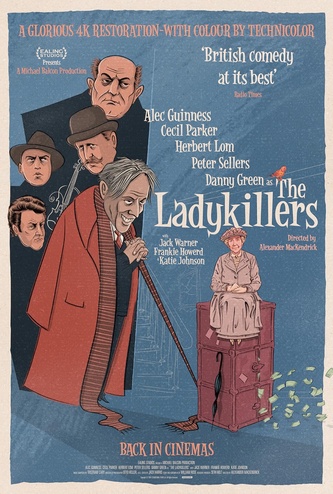 A GLORIOUS 4K RESTORATION-WITH COLOUR BY TECHNICOLOR
EALING
STUDIOS
Presents
A Michael Balcon Production
'British comedy
at its best'
Radio Times
Alec Guinness
Cecil Parker
Herbert Lom
Peter Sellers
Danny Green as
The
Ladykillers
with
Jack Warner
Frankie Howerd
& Katie Johnson
Directed by
Alexander MacKendrick
BACK IN CINEMAS